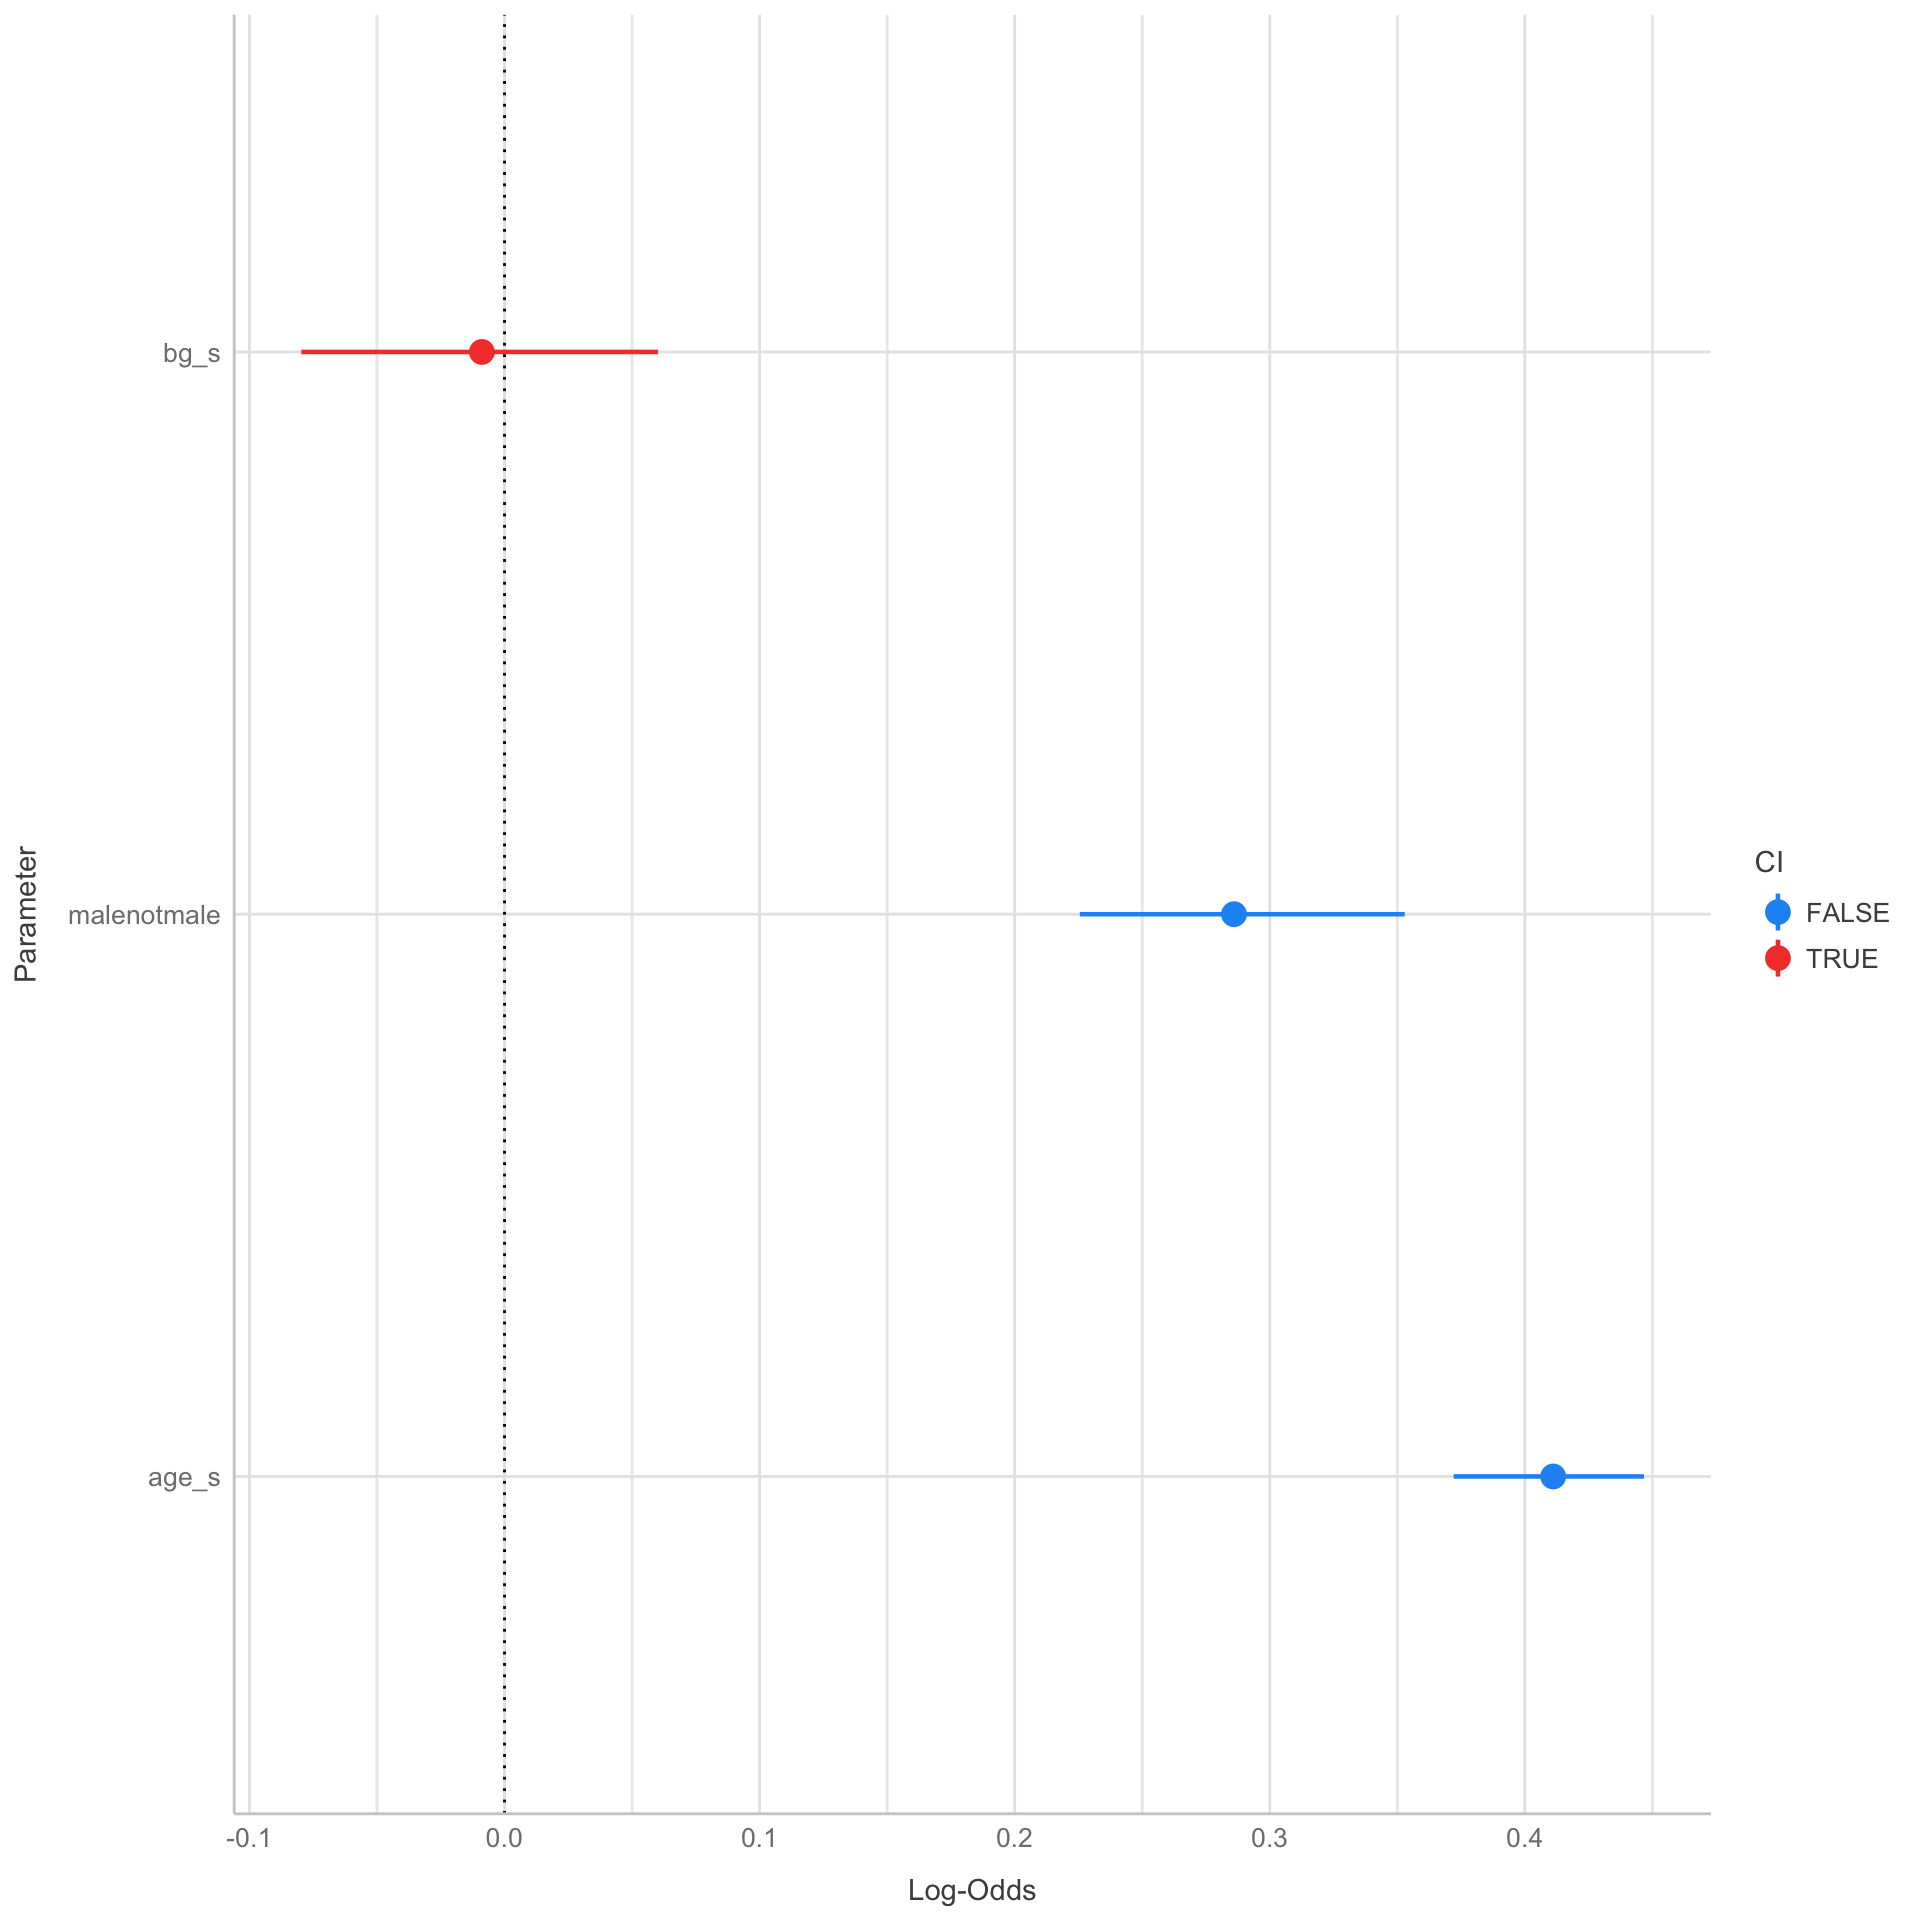 bg_s
malenotmale
age_s
Parameter
-0.1 0.0 0.1 0.2 0.3 0.4
Log-Odds
CI
FALSE
TRUE